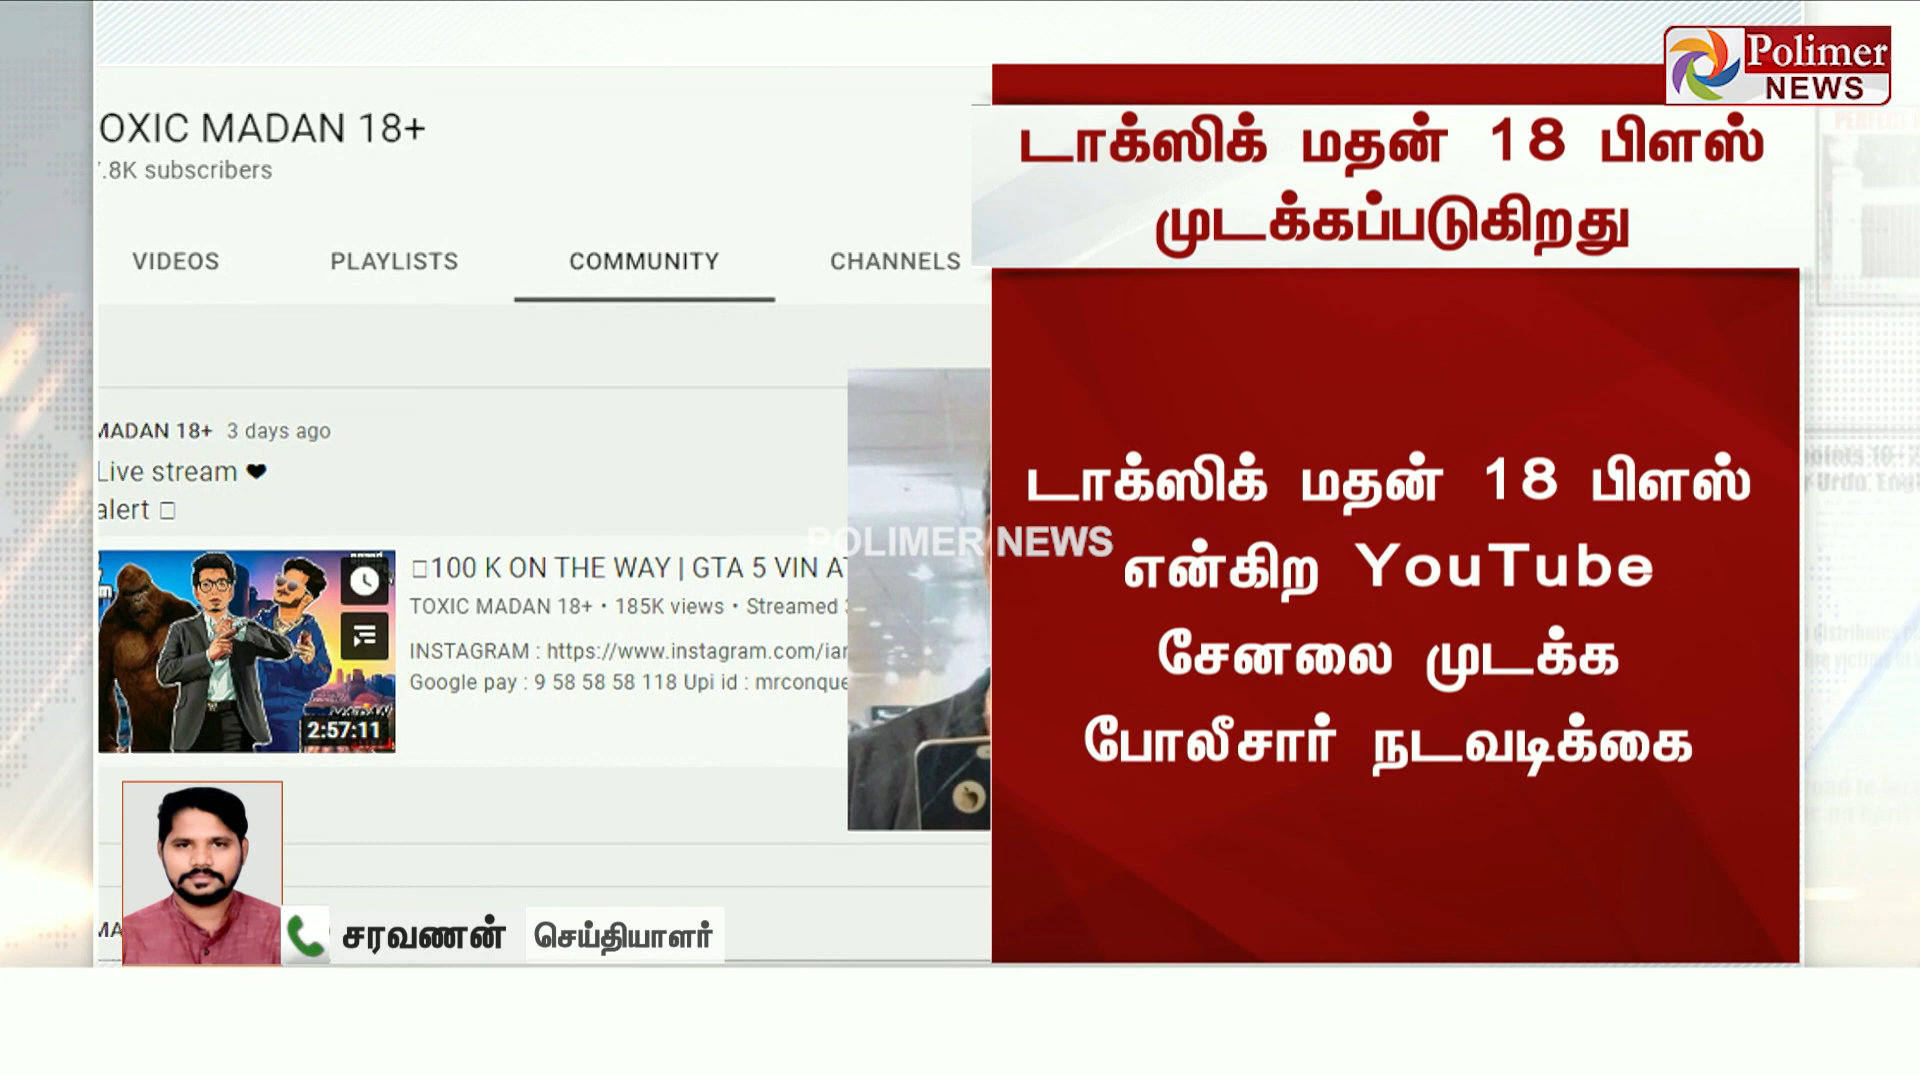 Polimer
NEWS
OXIC MADAN 18+
.8K subscribers
VIDEOS PLAYLISTS COMMUNITY CHANNELS
MADAN 18+ 3 days ago
Live stream ❤
alert
100 K ON THE WAY | GTA 5 VIN
TOXIC MADAN 18+ • 185K views • Streamed
INSTAGRAM : https://www.instagram.com/iar
Google pay : 9 58 58 58 118 Upi id : mrconque
2:57:11
சரவணன் செய்தியாளர்
டாக்ஸிக் மதன் 18 பிளஸ்
முடக்கப்படுகிறது
டாக்ஸிக் மதன் 18 பிளஸ்
என்கிற YouTube
சேனலை முடக்க
போலீசார் நடவடிக்கை
POLIMER NEWS